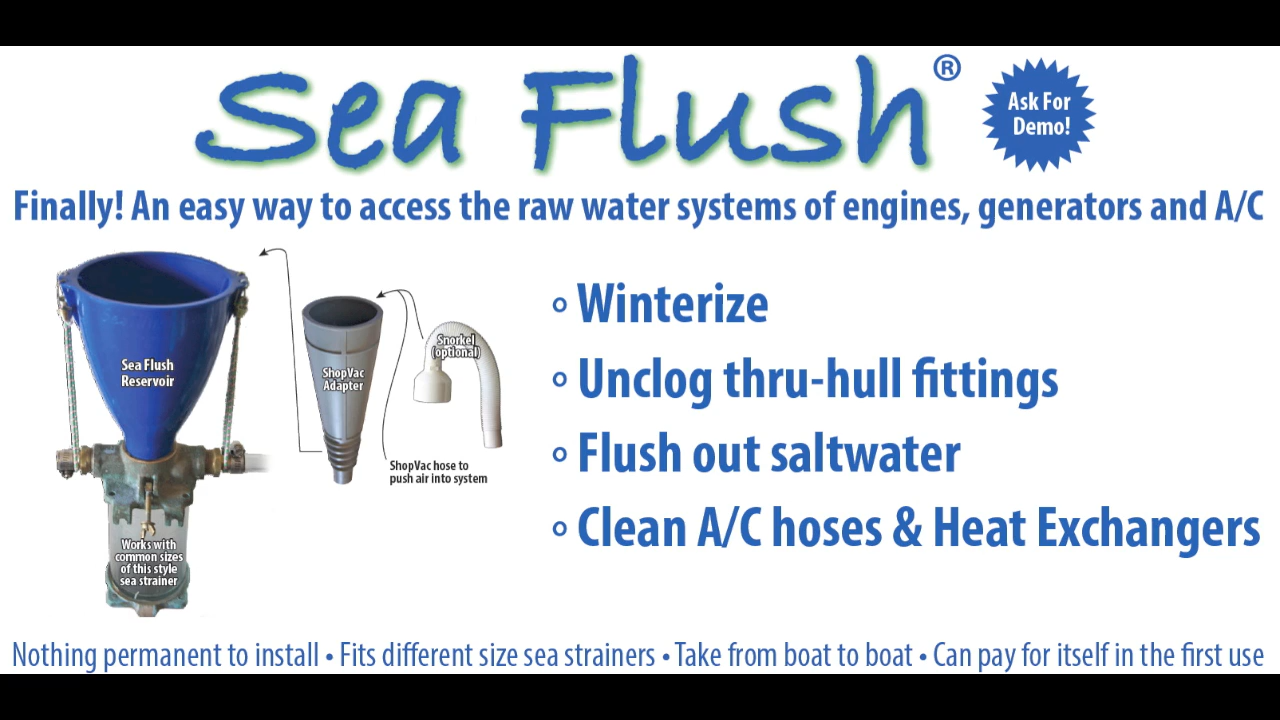 Sea Flush®
Ask For
Demo!
Finally! An easy way to access the raw water systems of engines, generators and A/C
Sea Flush
Reservoir
ShopVac
Adapter
Snorkel
(optional)
ShopVac hose to
push air into system
Works with
common sizes
of this style
sea strainer
◦ Winterize
◦ Unclog thru-hull fittings
◦ Flush out saltwater
◦ Clean A/C hoses & Heat Exchangers
Nothing permanent to install • Fits different size sea strainers • Take from boat to boat • Can pay for itself in the first use